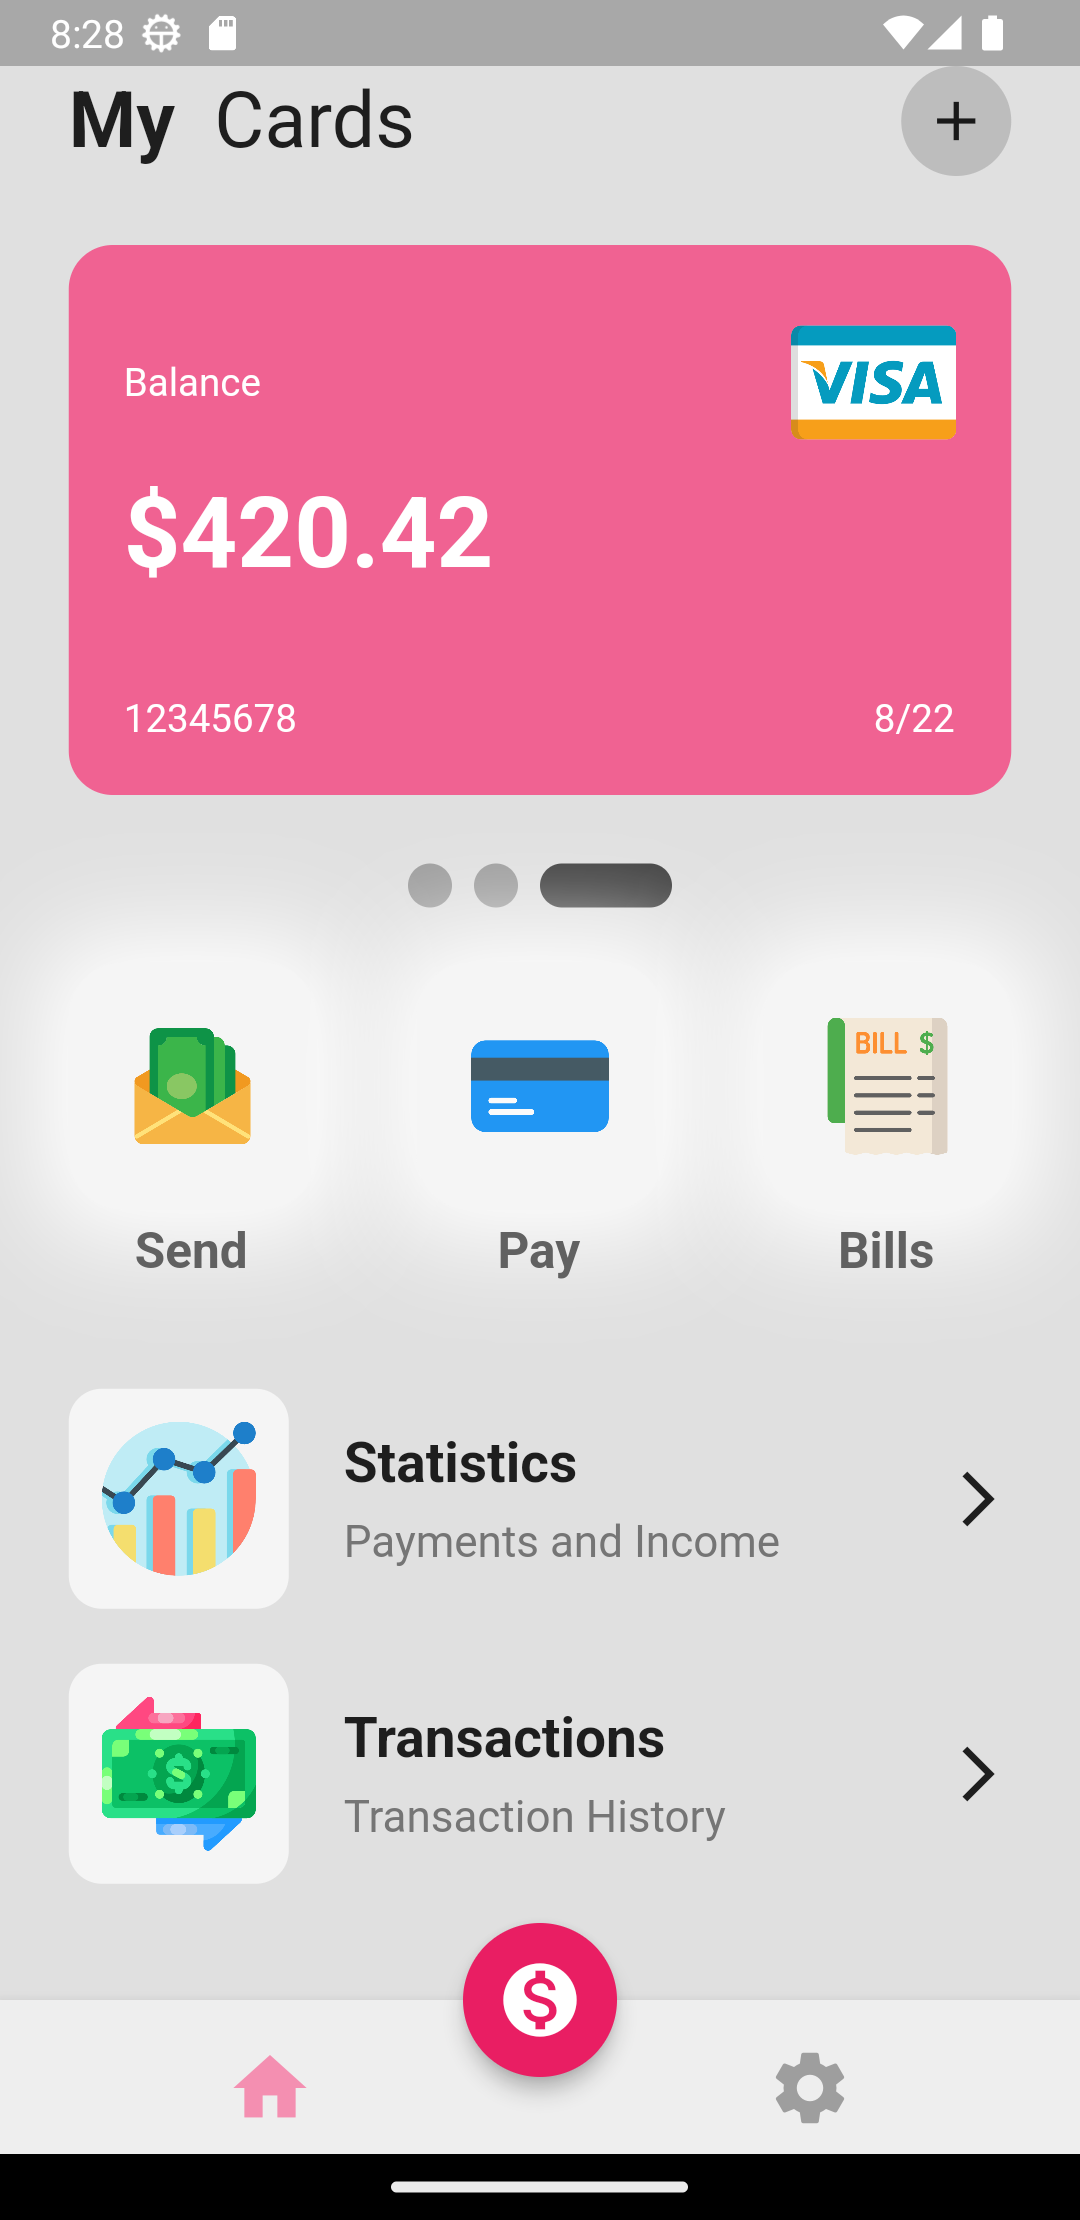 8:28
My Cards
VISA
Balance
$420.42
12345678 8/22
BILL $
Send Pay Bills
Statistics
Payments and Income
$
Transactions
Transaction History
$